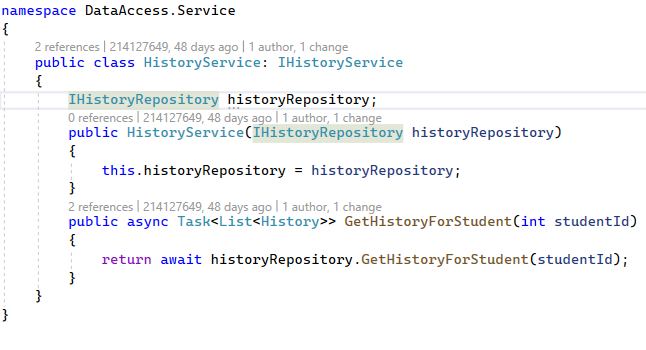 namespace DataAccess.Service
{
2 references | 214127649, 48 days ago | 1 author, 1 change
public class HistoryService: IHistoryService
{
IHistoryRepository historyRepository;
0 references | 214127649, 48 days ago | 1 author, 1 change
public HistoryService(IHistoryRepository historyRepository)
{
this.historyRepository = historyRepository;
}
2 references | 214127649, 48 days ago | 1 author, 1 change
public async Task<List<History>> GetHistoryForStudent(int studentId)
{
return await historyRepository.GetHistoryForStudent(studentId);
}
}
}